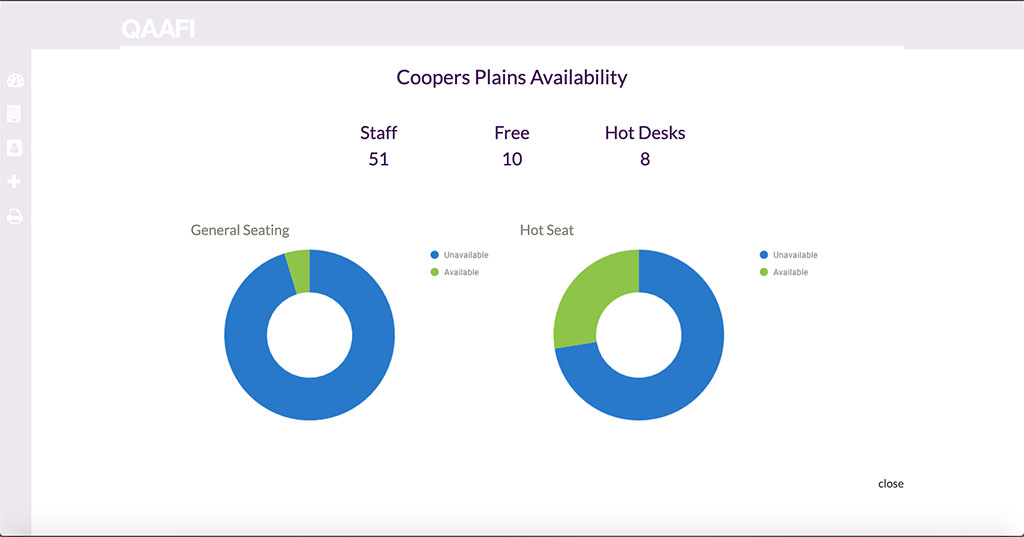 QAAFI
Coopers Plains Availability
Staff Free Hot Desks
51 10 8
General Seating
Unavailable
Available
Hot Seat
Unavailable
Available
close